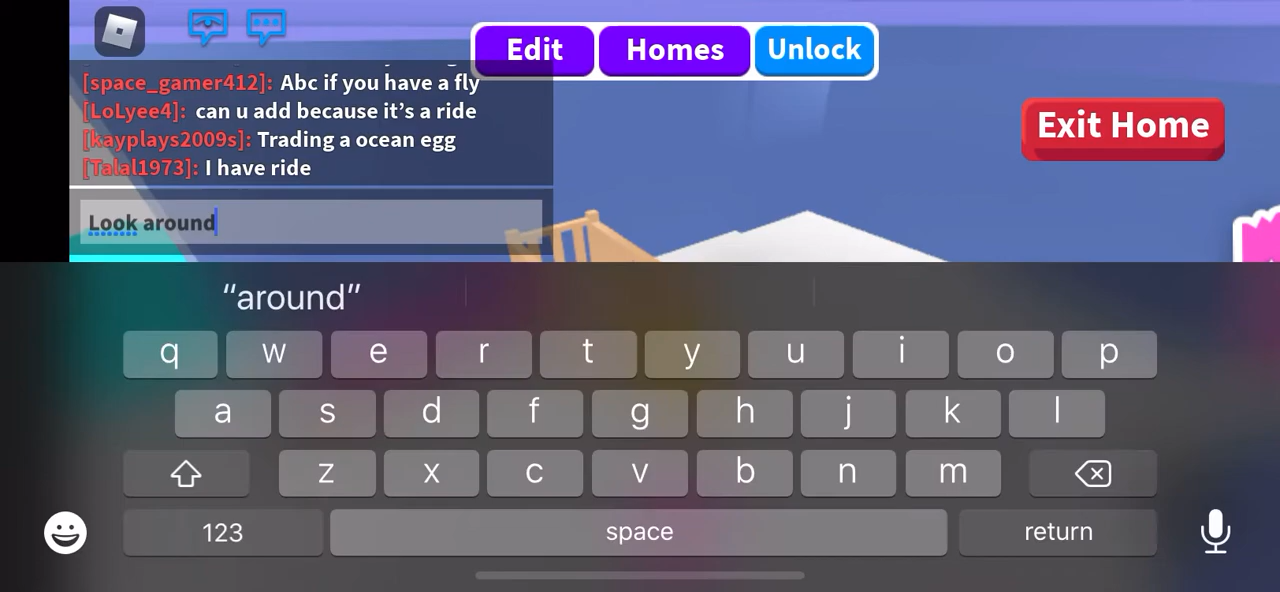 Edit Homes Unlock
[space_gamer412]: Abc if you have a fly
[LoLyee4]: can u add because it’s a ride
[kayplays2009s]: Trading a ocean egg
[Talal1973]: I have ride
Exit Home
Look around
“around”
q w e r t y u i o p
a s d f g h j k l
z x c v b n m
123 space return